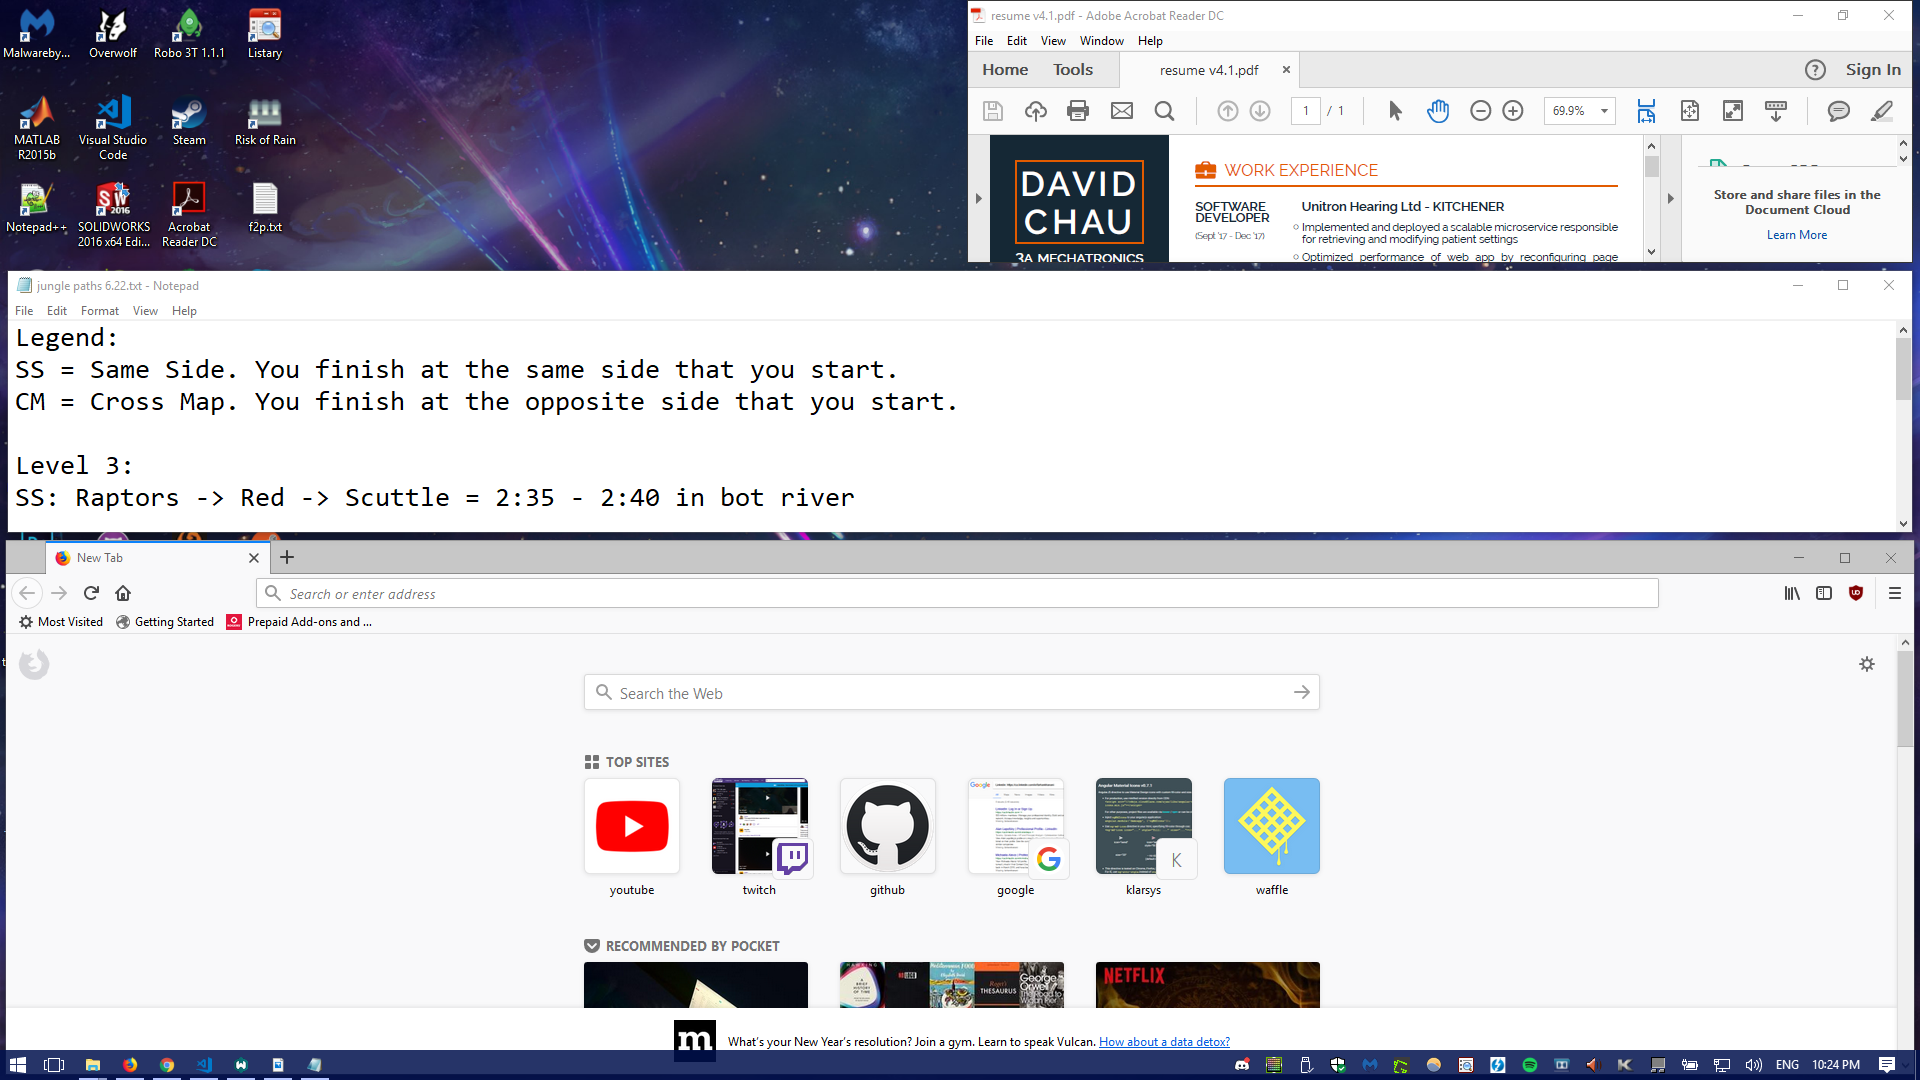 Malwareby...
Overwolf
Robo 3T 1.1.1
Listary
MATLAB
R2015b
Visual Studio
Code
Steam
Risk of Rain
Notepad++
SOLIDWORKS
2016 x64 Edi...
Acrobat
Reader DC
f2p.txt
resume v4.1.pdf - Adobe Acrobat Reader DC
File Edit View Window Help
Home Tools resume v4.1.pdf Sign In
1 / 1 69.9%
DAVID
CHAU
3A MECHATRONICS
WORK EXPERIENCE
SOFTWARE
DEVELOPER
(Sept '17 - Dec '17)
Unitron Hearing Ltd - KITCHENER
Implemented and deployed a scalable microservice responsible
for retrieving and modifying patient settings
Optimized performance of web app by reconfiguring page
Store and share files in the
Document Cloud
Learn More
jungle paths 6.22.txt - Notepad
File Edit Format View Help
Legend:
SS = Same Side. You finish at the same side that you start.
CM = Cross Map. You finish at the opposite side that you start.
Level 3:
SS: Raptors -> Red -> Scuttle = 2:35 - 2:40 in bot river
New Tab
Search or enter address
Most Visited Getting Started Prepaid Add-ons and ...
Search the Web
TOP SITES
youtube
twitch
github
google
klarsys
waffle
RECOMMENDED BY POCKET
THESAURUS
George
Orwell
NETFLIX
m What's your New Year's resolution? Join a gym. Learn to speak Vulcan. How about a data detox?
ENG 10:24 PM